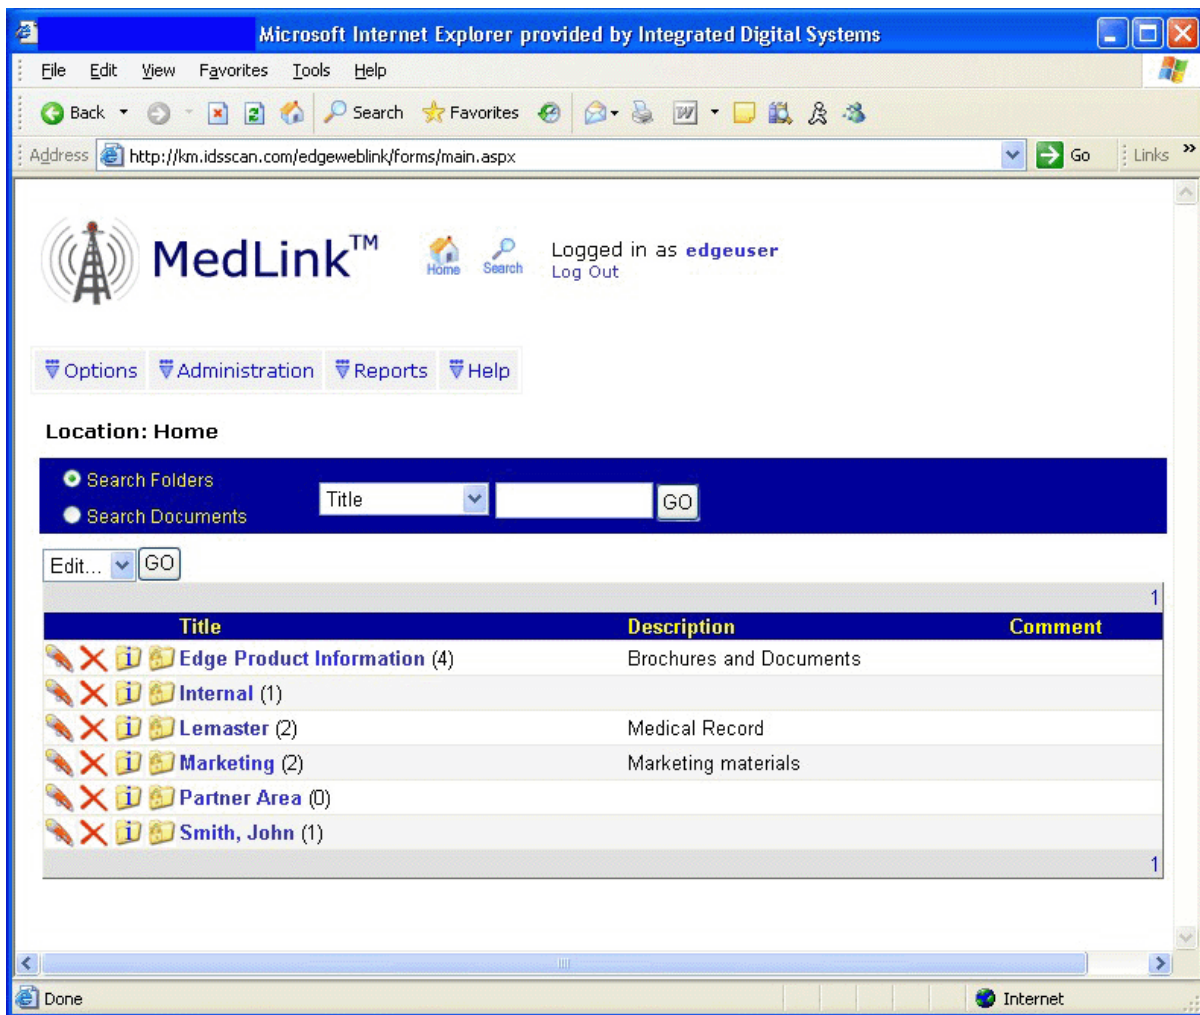 Microsoft Internet Explorer provided by Integrated Digital Systems
File Edit View Favorites Tools Help
Back Search Favorites
Address http://km.idsscan.com/edgeweblink/forms/main.aspx Go Links »
MedLink™ Home Search Logged in as edgeuser
Log Out
Options Administration Reports Help
Location: Home
Search Folders
Title GO
Search Documents
Edit... GO
1
Title Description Comment
Edge Product Information (4) Brochures and Documents
Internal (1)
Lemaster (2) Medical Record
Marketing (2) Marketing materials
Partner Area (0)
Smith, John (1)
1
Done Internet